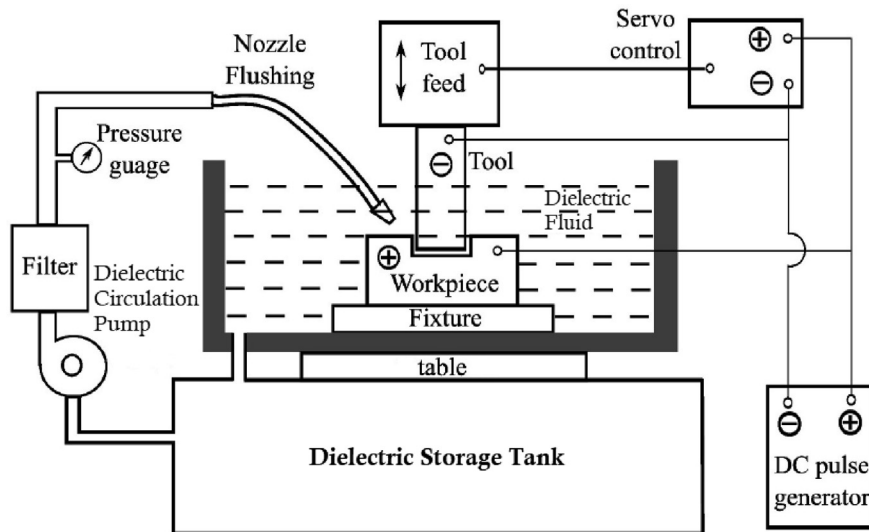 Nozzle
Flushing
Tool
feed
Servo
control
⊕
⊖
Pressure
guage
⊖
Tool
Dielectric
Fluid
Filter
Dielectric
Circulation
Pump
⊕
Workpiece
Fixture
table
Dielectric Storage Tank
⊖ ⊕
DC pulse
generator